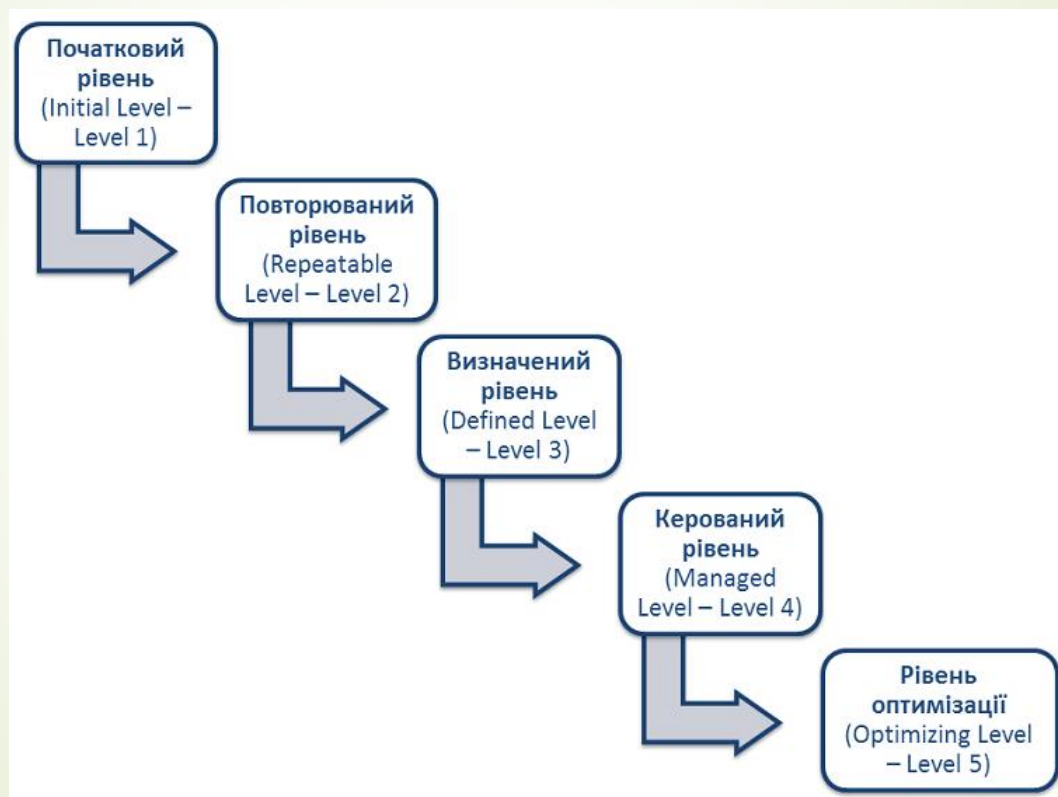 Початковий
рівень
(Initial Level –
Level 1)
Повторюваний
рівень
(Repeatable
Level – Level 2)
Визначений
рівень
(Defined Level
– Level 3)
Керований
рівень
(Managed
Level – Level 4)
Рівень
оптимізації
(Optimizing Level
– Level 5)